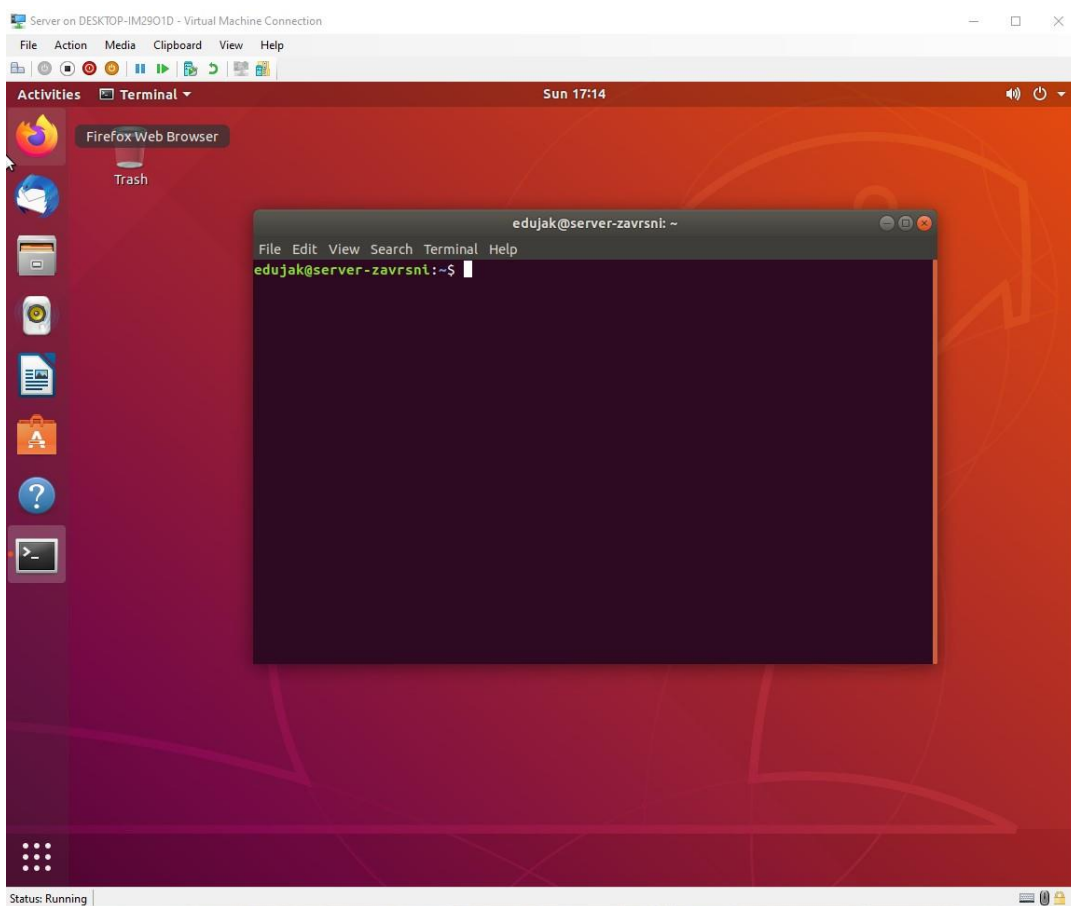 Server on DESKTOP-IM29O1D - Virtual Machine Connection
File Action Media Clipboard View Help
Activities Terminal Sun 17:14
Firefox Web Browser
Trash
edujak@server-zavrsni: ~
File Edit View Search Terminal Help
edujak@server-zavrsni:~$
Status: Running